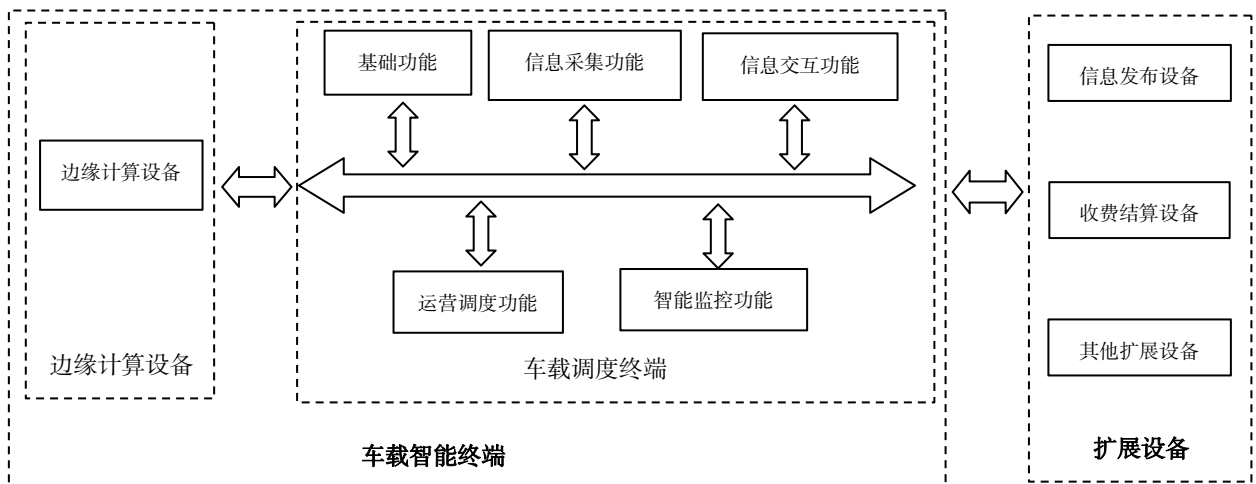 基础功能
信息采集功能
信息交互功能
信息发布设备
边缘计算设备
收费结算设备
运营调度功能
智能监控功能
其他扩展设备
边缘计算设备
车载调度终端
车载智能终端
扩展设备